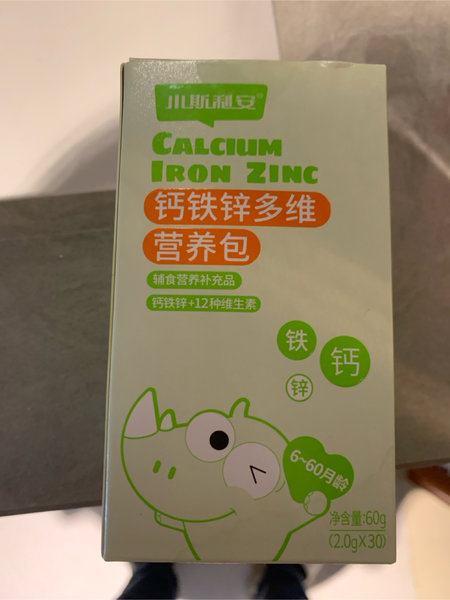 小斯利安®
CALCIUM
IRON ZINC
钙铁锌多维
营养包
辅食营养补充品
钙铁锌+12种维生素
铁
钙
锌
6~60月龄
净含量:60g
(2.0gX30)